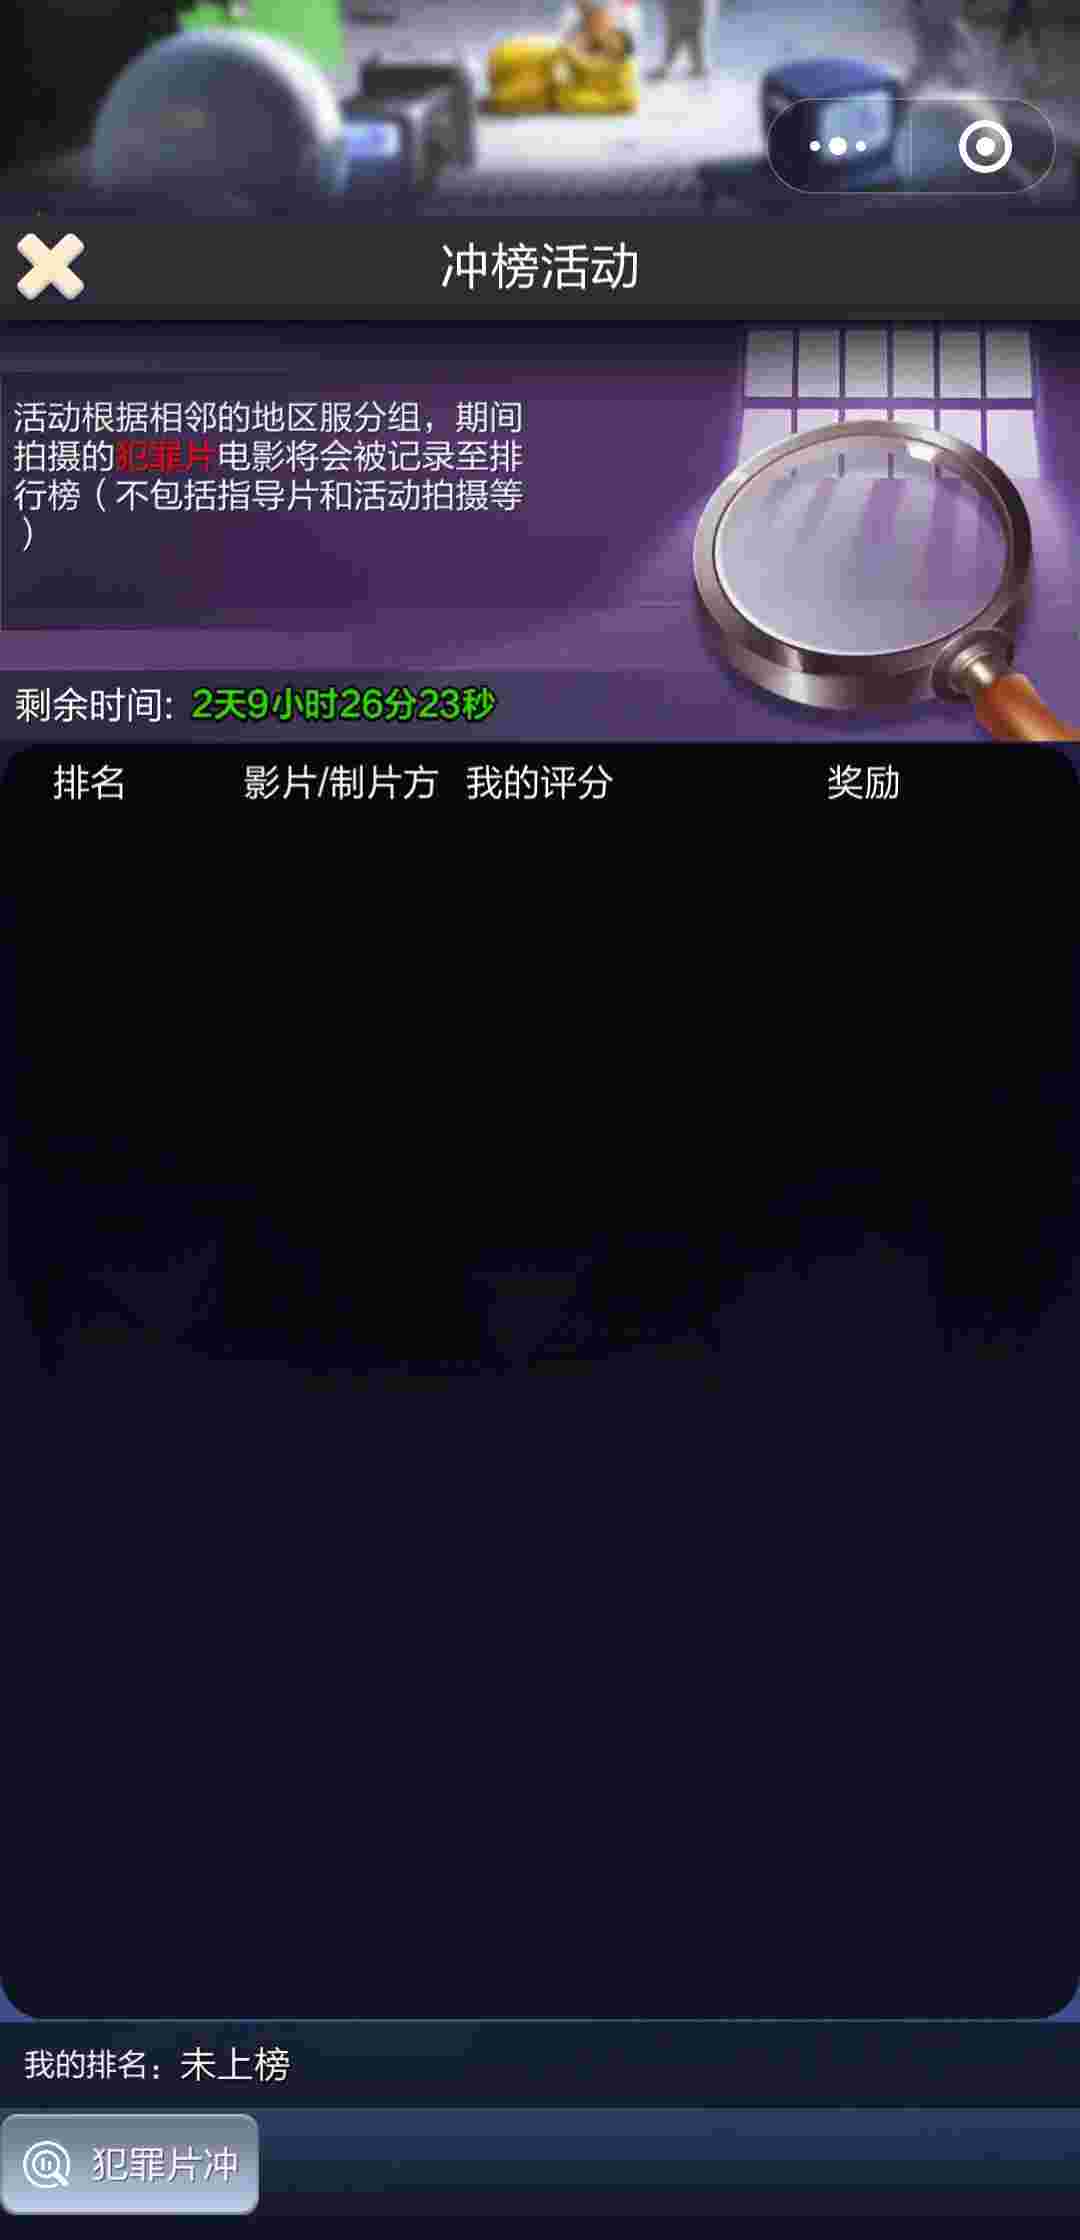 冲榜活动
活动根据相邻的地区服分组，期间
拍摄的犯罪片电影将会被记录至排
行榜（不包括指导片和活动拍摄等
）
剩余时间: 2天9小时26分23秒
排名 影片/制片方 我的评分 奖励
我的排名：未上榜
犯罪片冲